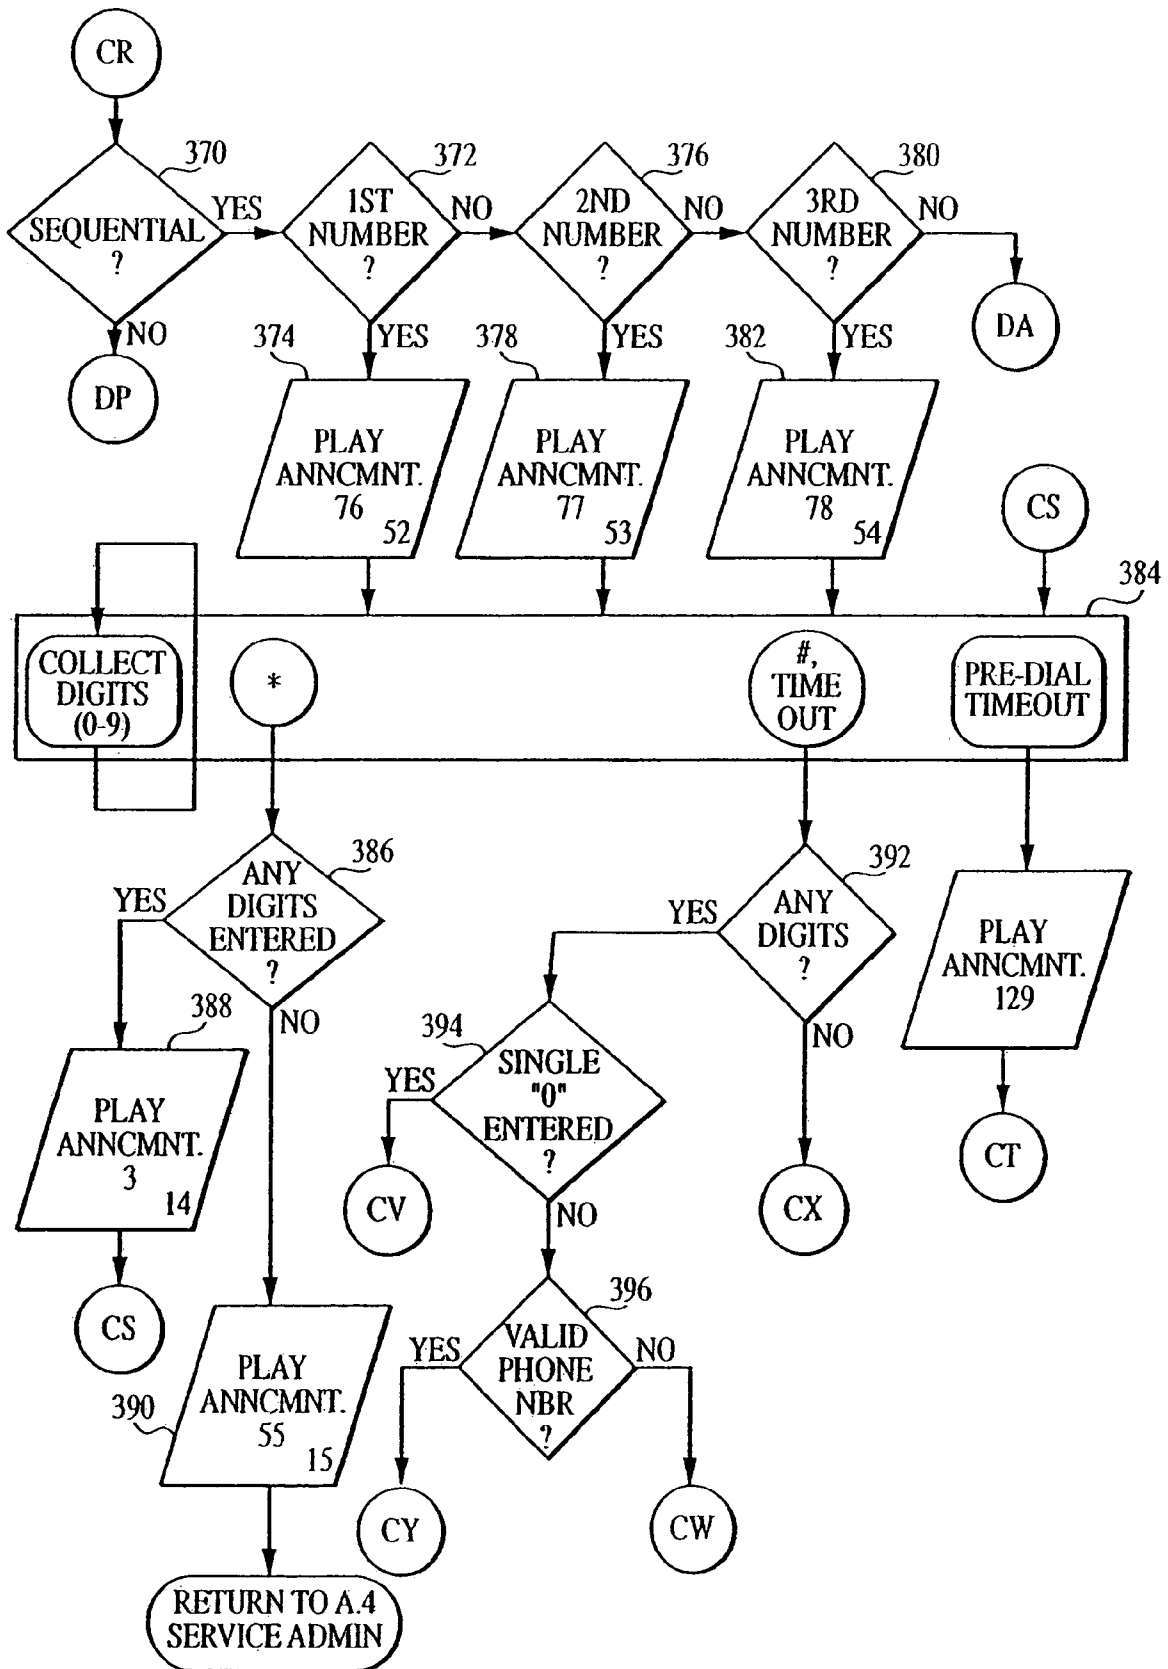 CR
370
372
376
380
SEQUENTIAL
?
YES
1ST
NUMBER
?
NO
2ND
NUMBER
?
NO
3RD
NUMBER
?
NO
NO
DP
DA
374
YES
378
YES
382
YES
PLAY
ANNCMNT.
76
52
PLAY
ANNCMNT.
77
53
PLAY
ANNCMNT.
78
54
CS
384
COLLECT
DIGITS
(0-9)
*
#,
TIME
OUT
PRE-DIAL
TIMEOUT
386
ANY
DIGITS
ENTERED
?
YES
NO
392
ANY
DIGITS
?
YES
NO
PLAY
ANNCMNT.
129
388
PLAY
ANNCMNT.
3
14
394
SINGLE
"0"
ENTERED
?
YES
NO
CV
CX
CT
CS
390
PLAY
ANNCMNT.
55
15
396
VALID
PHONE
NBR
?
YES
NO
CY
CW
RETURN TO A.4
SERVICE ADMIN